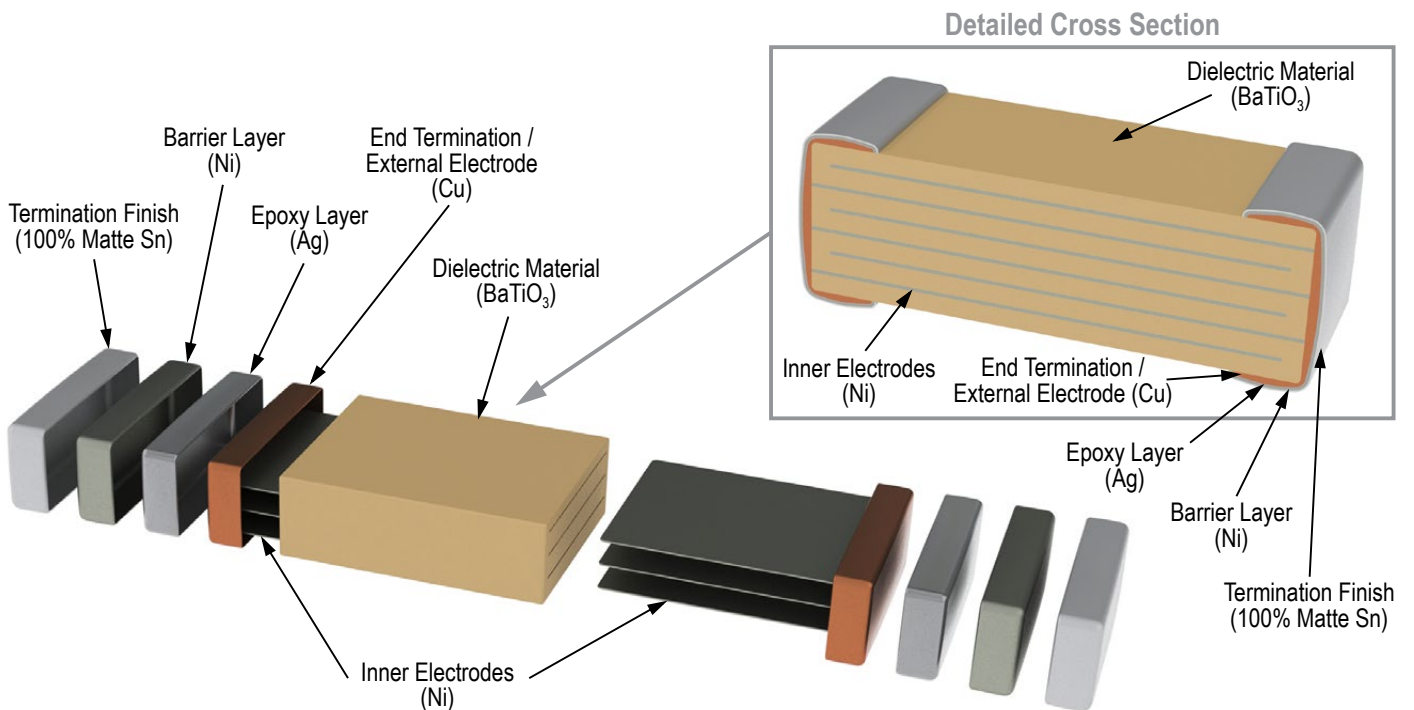 Detailed Cross Section
Dielectric Material
(BaTiO₃)
Inner Electrodes
(Ni)
End Termination /
External Electrode (Cu)
Epoxy Layer
(Ag)
Barrier Layer
(Ni)
Termination Finish
(100% Matte Sn)
Termination Finish
(100% Matte Sn)
Barrier Layer
(Ni)
Epoxy Layer
(Ag)
End Termination /
External Electrode
(Cu)
Dielectric Material
(BaTiO₃)
Inner Electrodes
(Ni)